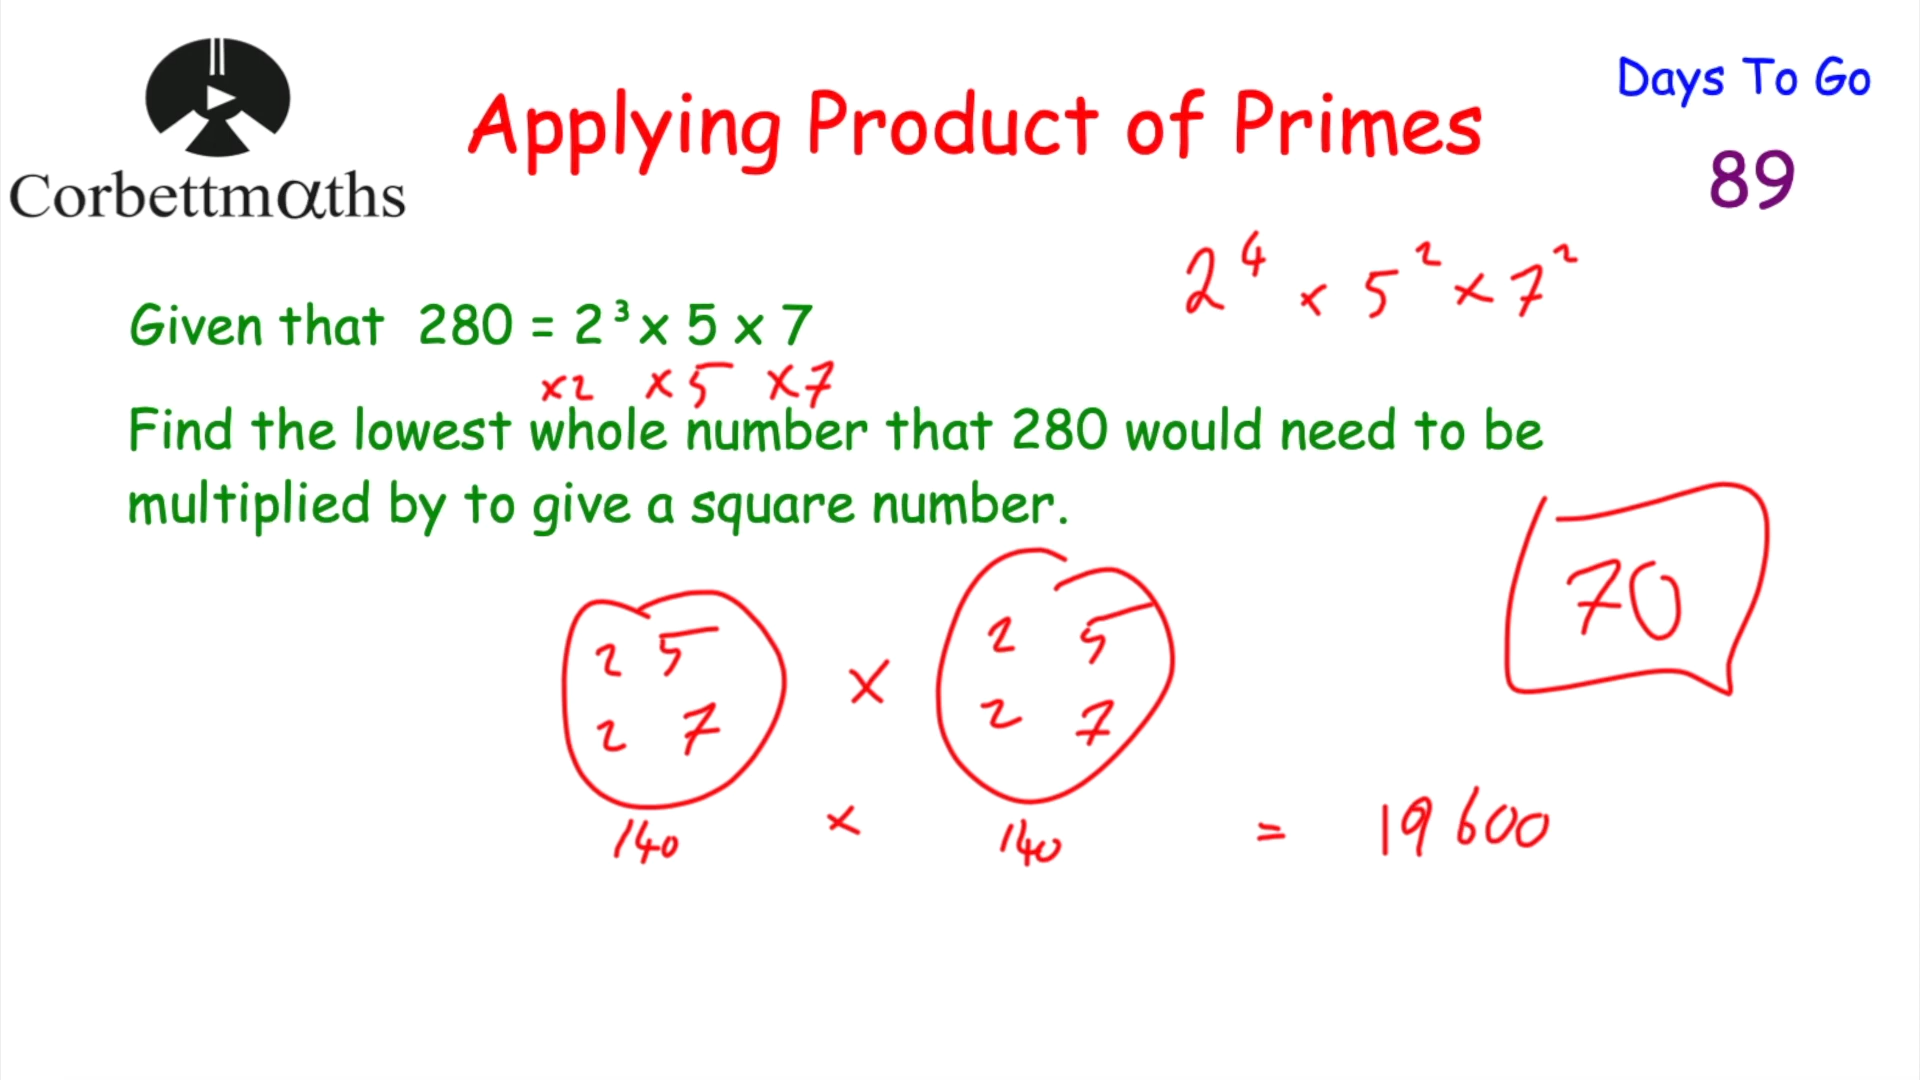 Corbettmαths
Applying Product of Primes
Days To Go
89
2⁴ × 5² × 7²
Given that 280 = 2³ x 5 x 7
×2 ×5 ×7
Find the lowest whole number that 280 would need to be
multiplied by to give a square number.
70
2 5 × 2 5
2 7 2 7
140 × 140 = 19600